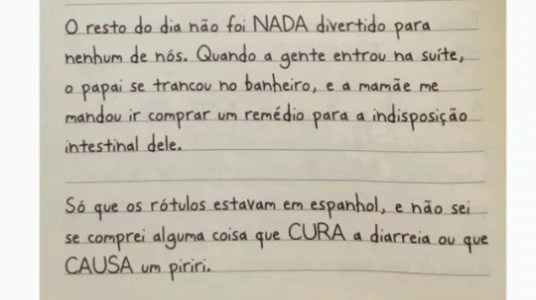 O resto do dia não foi NADA divertido para
nenhum de nós. Quando a gente entrou na suíte,
o papai se trancou no banheiro, e a mamãe me
mandou ir comprar um remédio para a indisposição
intestinal dele.
Só que os rótulos estavam em espanhol, e não sei
se comprei alguma coisa que CURA a diarreia ou que
CAUSA um piriri.